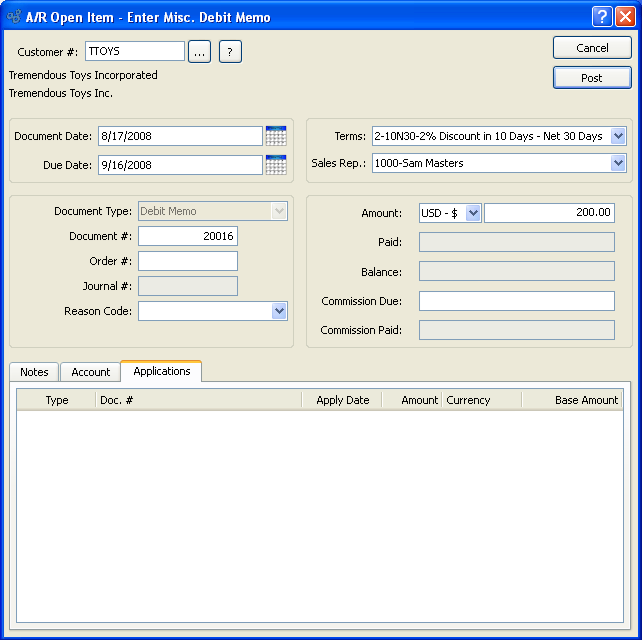 A/R Open Item - Enter Misc. Debit Memo
Customer #: TTOYS ... ? Cancel
Tremendous Toys Incorporated
Post
Tremendous Toys Inc.
Document Date: 8/17/2008
Due Date: 9/16/2008
Terms: 2-10N30-2% Discount in 10 Days - Net 30 Days
Sales Rep.: 1000-Sam Masters
Document Type: Debit Memo
Document #: 20016
Order #:
Journal #:
Reason Code:
Amount: USD - $ 200.00
Paid:
Balance:
Commission Due:
Commission Paid:
Notes Account Applications
Type Doc. # Apply Date Amount Currency Base Amount